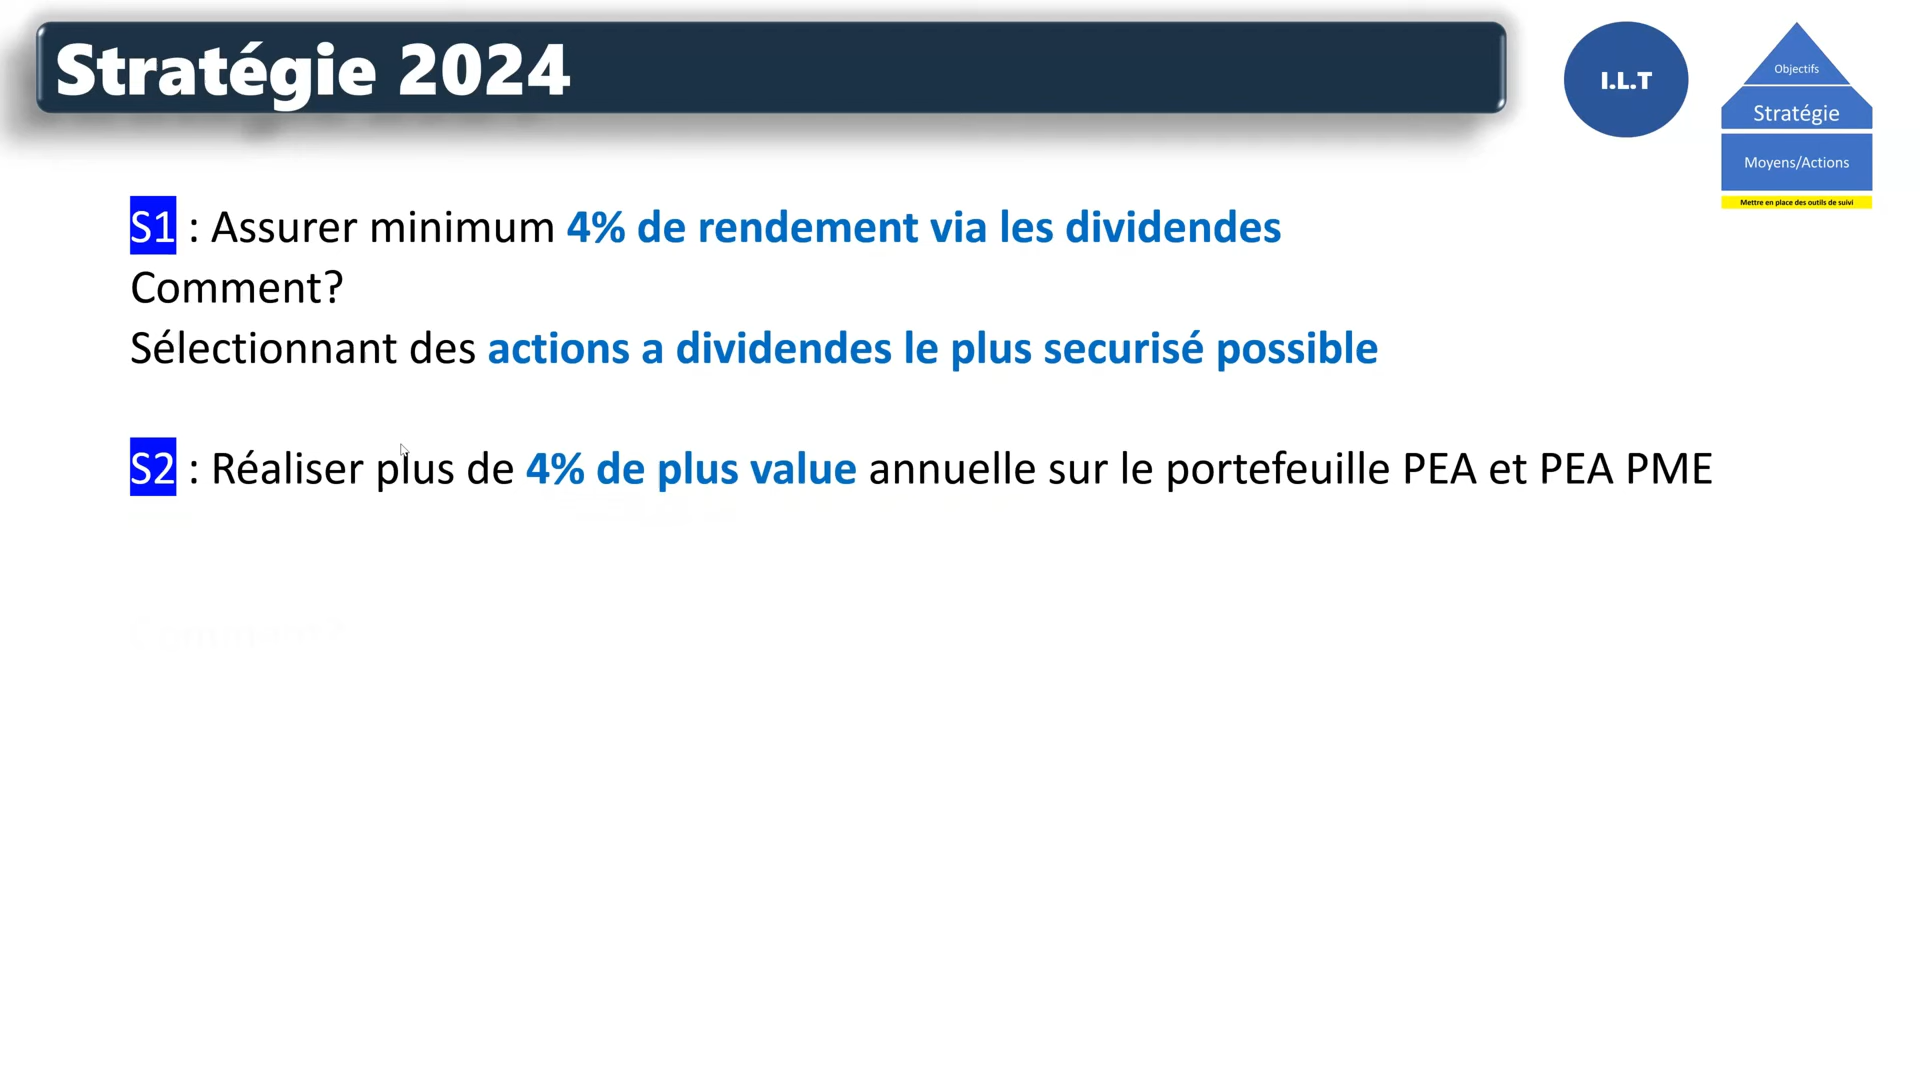 Stratégie 2024
I.L.T
Objectifs
Stratégie
Moyens/Actions
Mettre en place des outils de suivi
S1 : Assurer minimum 4% de rendement via les dividendes
Comment?
Sélectionnant des actions a dividendes le plus securisé possible
S2 : Réaliser plus de 4% de plus value annuelle sur le portefeuille PEA et PEA PME